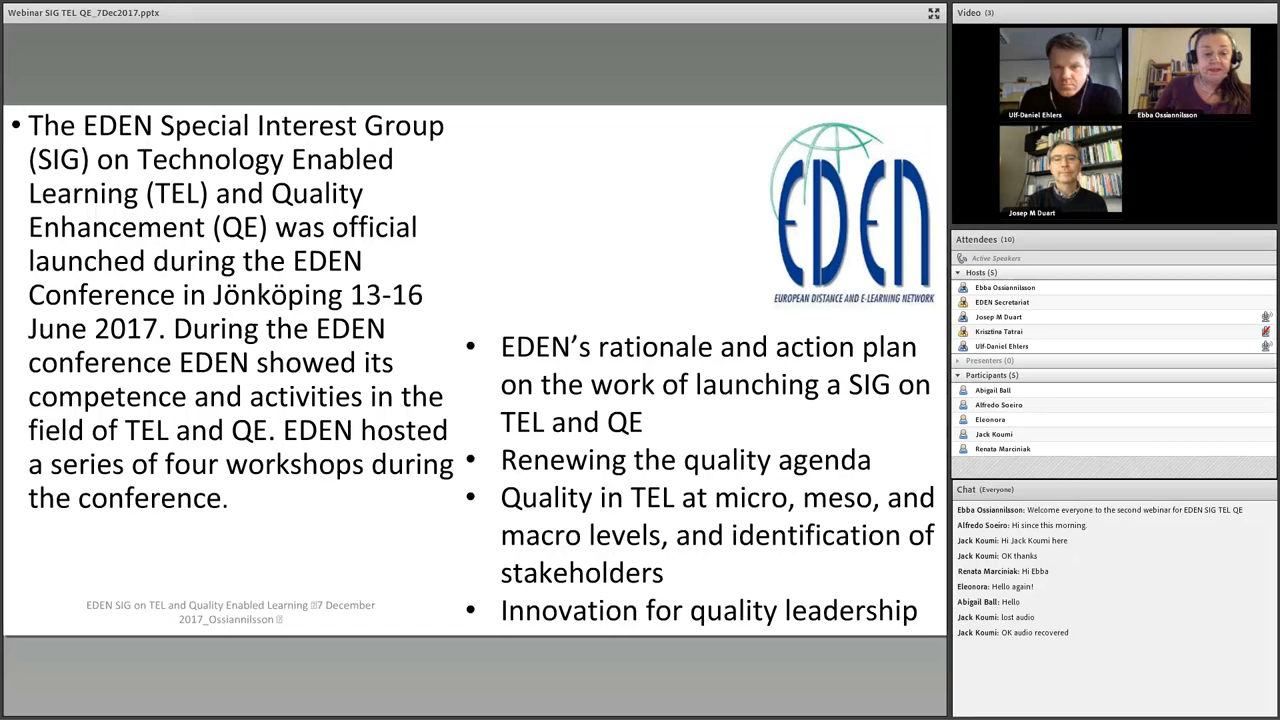 Webinar SIG TEL QE_7Dec2017.pptx
• The EDEN Special Interest Group
(SIG) on Technology Enabled
Learning (TEL) and Quality
Enhancement (QE) was official
launched during the EDEN
Conference in Jönköping 13-16
June 2017. During the EDEN
conference EDEN showed its
competence and activities in the
field of TEL and QE. EDEN hosted
a series of four workshops during
the conference.
EDEN SIG on TEL and Quality Enabled Learning 7 December
2017_Ossiannilsson
EDEN
EUROPEAN DISTANCE AND E-LEARNING NETWORK
• EDEN’s rationale and action plan
on the work of launching a SIG on
TEL and QE
• Renewing the quality agenda
• Quality in TEL at micro, meso, and
macro levels, and identification of
stakeholders
• Innovation for quality leadership
Video (3)
Ulf-Daniel Ehlers
Ebba Ossiannilsson
Josep M Duart
Attendees (10)
Active Speakers
Hosts (5)
Ebba Ossiannilsson
EDEN Secretariat
Josep M Duart
Krisztina Tatrai
Ulf-Daniel Ehlers
Presenters (0)
Participants (5)
Abigail Ball
Alfredo Soeiro
Eleonora
Jack Koumi
Renata Marciniak
Chat (Everyone)
Ebba Ossiannilsson: Welcome everyone to the second webinar for EDEN SIG TEL QE
Alfredo Soeiro: Hi since this morning.
Jack Koumi: Hi Jack Koumi here
Jack Koumi: OK thanks
Renata Marciniak: Hi Ebba
Eleonora: Hello again!
Abigail Ball: Hello
Jack Koumi: lost audio
Jack Koumi: OK audio recovered